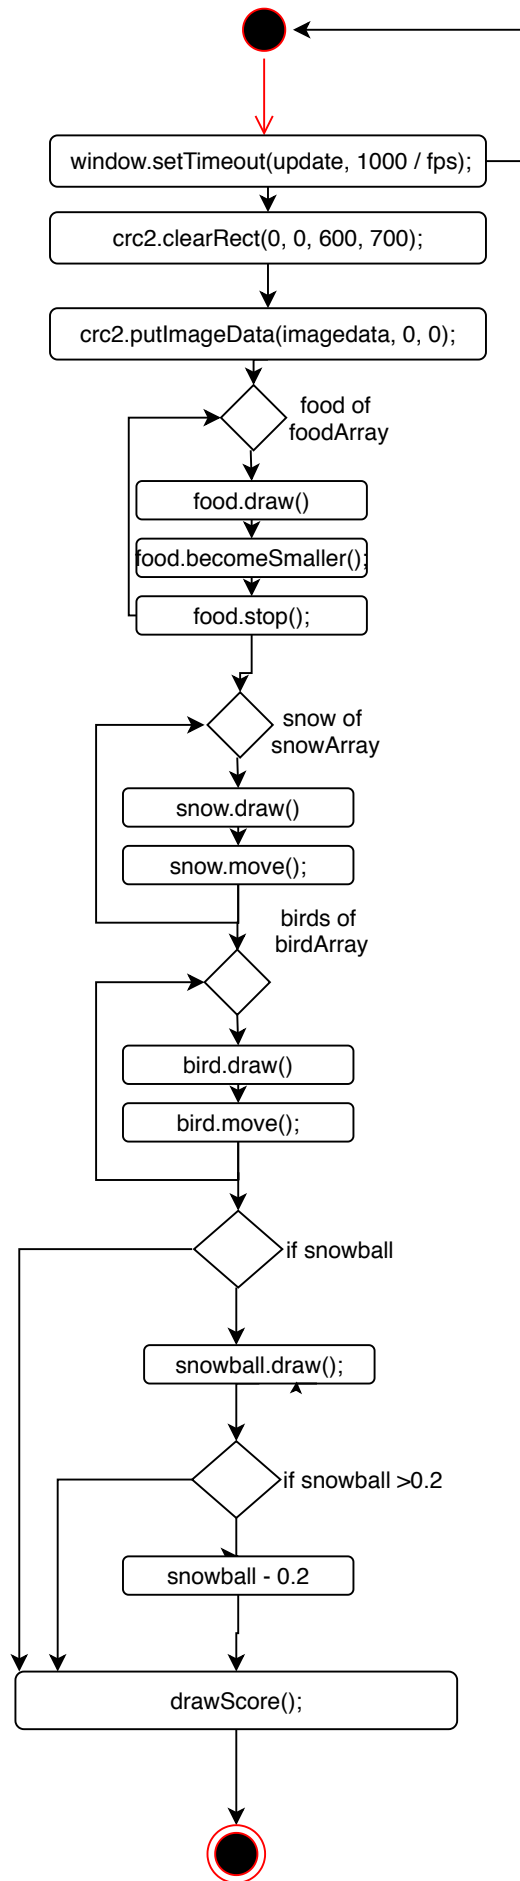 window.setTimeout(update, 1000 / fps);
crc2.clearRect(0, 0, 600, 700);
crc2.putImageData(imagedata, 0, 0);
food of
foodArray
food.draw()
food.becomeSmaller();
food.stop();
snow of
snowArray
snow.draw()
snow.move();
birds of
birdArray
bird.draw()
bird.move();
if snowball
snowball.draw();
if snowball >0.2
snowball - 0.2
drawScore();